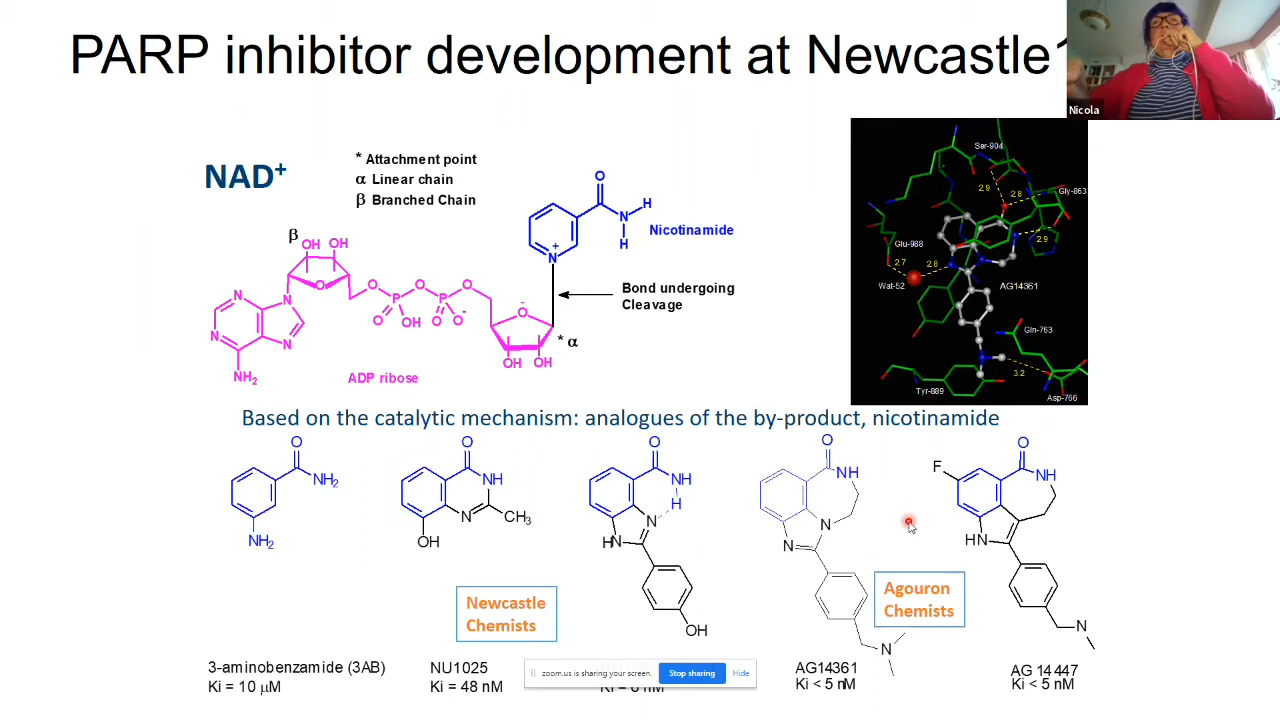 PARP inhibitor development at Newcastle
Nicola
NAD+
* Attachment point
α Linear chain
β Branched Chain
Nicotinamide
Bond undergoing
Cleavage
β
OH
OH
O
N
N
N
N
NH2
O
P
O
OH
O
P
O
O-
O
O
-
OH
OH
* α
O
N
H
H
N
+
ADP ribose
Ser-904
2.9
2.8
Gly-863
2.9
Glu-988
2.7
2.8
Wat-52
AG14361
Gln-763
3.2
Tyr-889
Asp-766
Based on the catalytic mechanism: analogues of the by-product, nicotinamide
O
NH2
NH2
O
NH
N
CH3
OH
O
NH
H
N
HN
OH
O
NH
N
N
N
O
F
NH
HN
N
Newcastle
Chemists
Agouron
Chemists
3-aminobenzamide (3AB)
Ki = 10 µM
NU1025
Ki = 48 nM
zoom.us is sharing your screen.
Stop sharing
Hide
AG14361
Ki < 5 nM
AG 14447
Ki < 5 nM